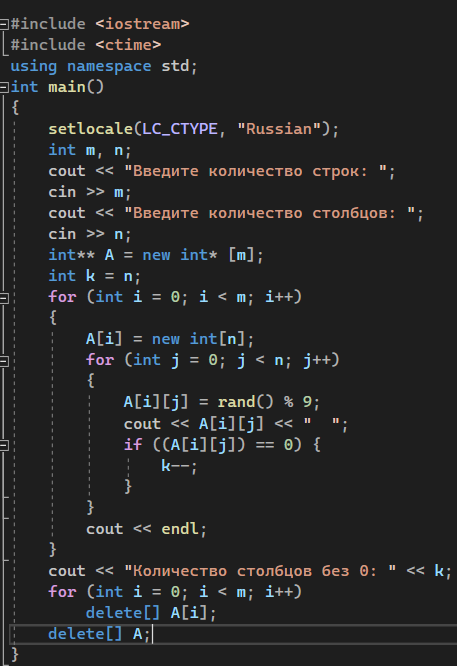 #include <iostream>
#include <ctime>
using namespace std;
int main()
{
    setlocale(LC_CTYPE, "Russian");
    int m, n;
    cout << "Введите количество строк: ";
    cin >> m;
    cout << "Введите количество столбцов: ";
    cin >> n;
    int** A = new int* [m];
    int k = n;
    for (int i = 0; i < m; i++)
    {
        A[i] = new int[n];
        for (int j = 0; j < n; j++)
        {
            A[i][j] = rand() % 9;
            cout << A[i][j] << "  ";
            if ((A[i][j]) == 0) {
                k--;
            }
        }
        cout << endl;
    }
    cout << "Количество столбцов без 0: " << k;
    for (int i = 0; i < m; i++)
        delete[] A[i];
    delete[] A;
}